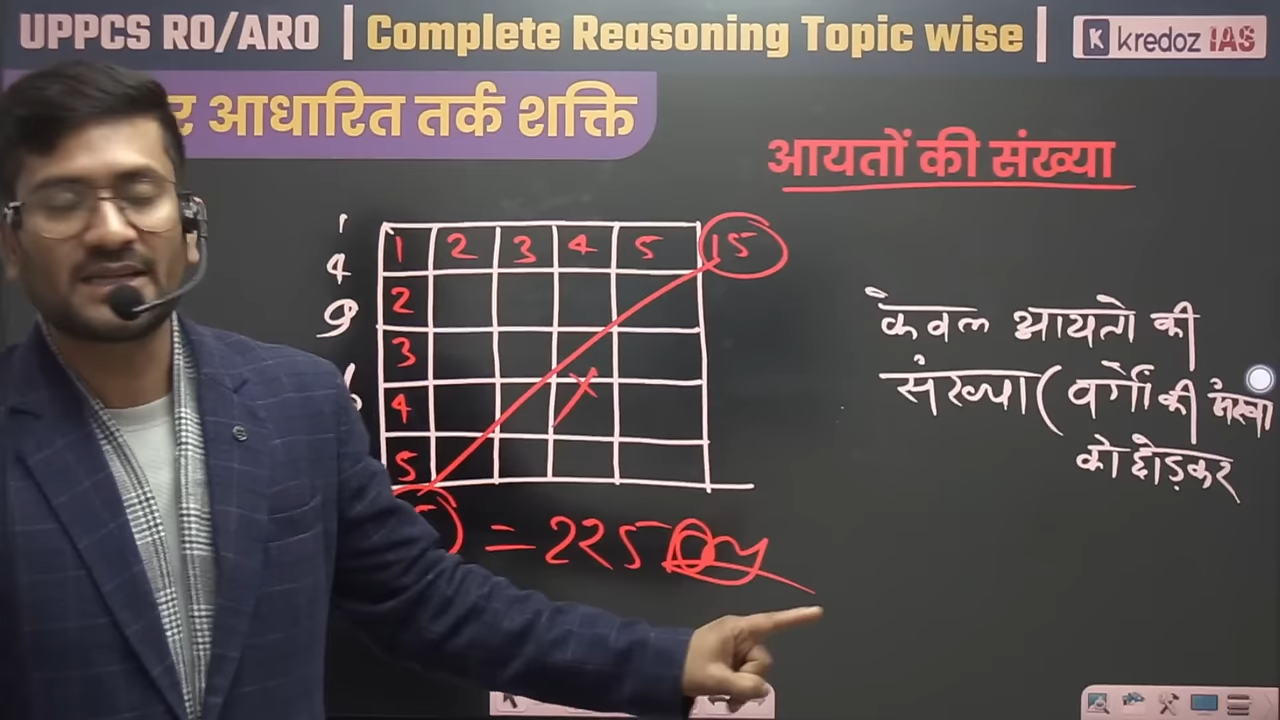 UPPCS RO/ARO | Complete Reasoning Topic wise |
K kredoz IAS
आधारित तर्क शक्ति
आयतों की संख्या
1
4
9
1 2 3 4 5 15
2
3
4
5
= 225
केवल आयतो की
संख्या ( वर्गों की संख्या
को छोड़कर